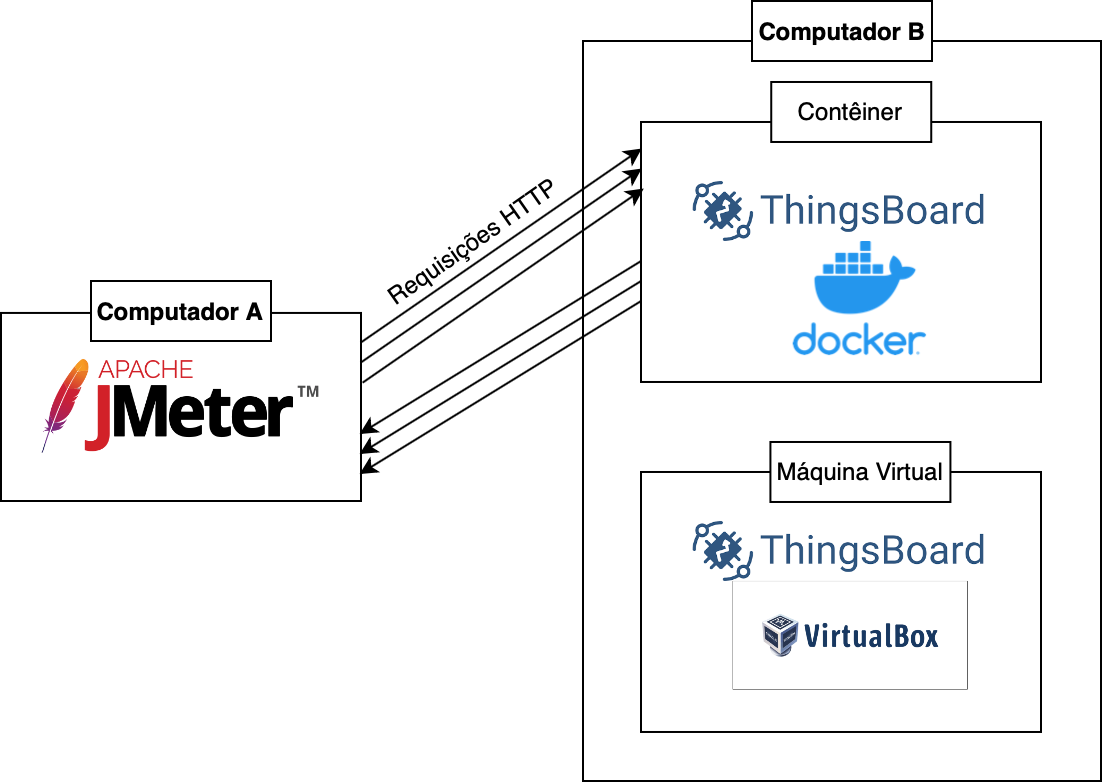 Computador B
Contêiner
ThingsBoard
docker
Requisições HTTP
Computador A
APACHE
JMeter™
Máquina Virtual
ThingsBoard
VirtualBox